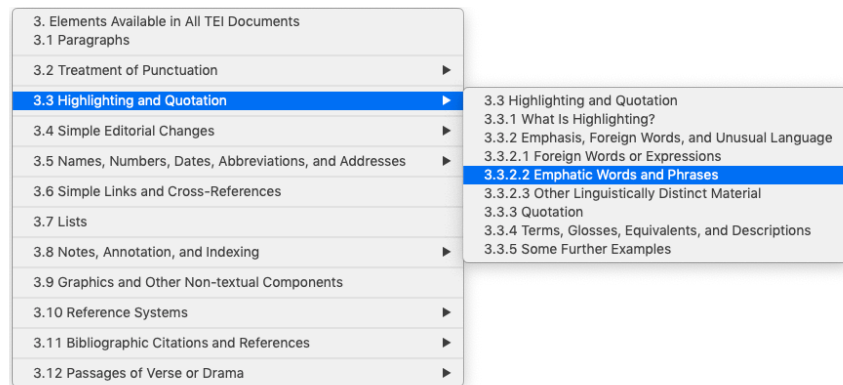 3. Elements Available in All TEI Documents
3.1 Paragraphs
3.2 Treatment of Punctuation
3.3 Highlighting and Quotation
3.4 Simple Editorial Changes
3.5 Names, Numbers, Dates, Abbreviations, and Addresses
3.6 Simple Links and Cross-References
3.7 Lists
3.8 Notes, Annotation, and Indexing
3.9 Graphics and Other Non-textual Components
3.10 Reference Systems
3.11 Bibliographic Citations and References
3.12 Passages of Verse or Drama
3.3 Highlighting and Quotation
3.3.1 What Is Highlighting?
3.3.2 Emphasis, Foreign Words, and Unusual Language
3.3.2.1 Foreign Words or Expressions
3.3.2.2 Emphatic Words and Phrases
3.3.2.3 Other Linguistically Distinct Material
3.3.3 Quotation
3.3.4 Terms, Glosses, Equivalents, and Descriptions
3.3.5 Some Further Examples